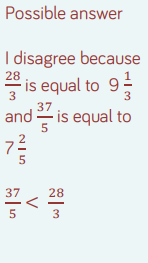 Possible answer
I disagree because
28/3 is equal to 9 1/3
and 37/5 is equal to
7 2/5
37/5 < 28/3